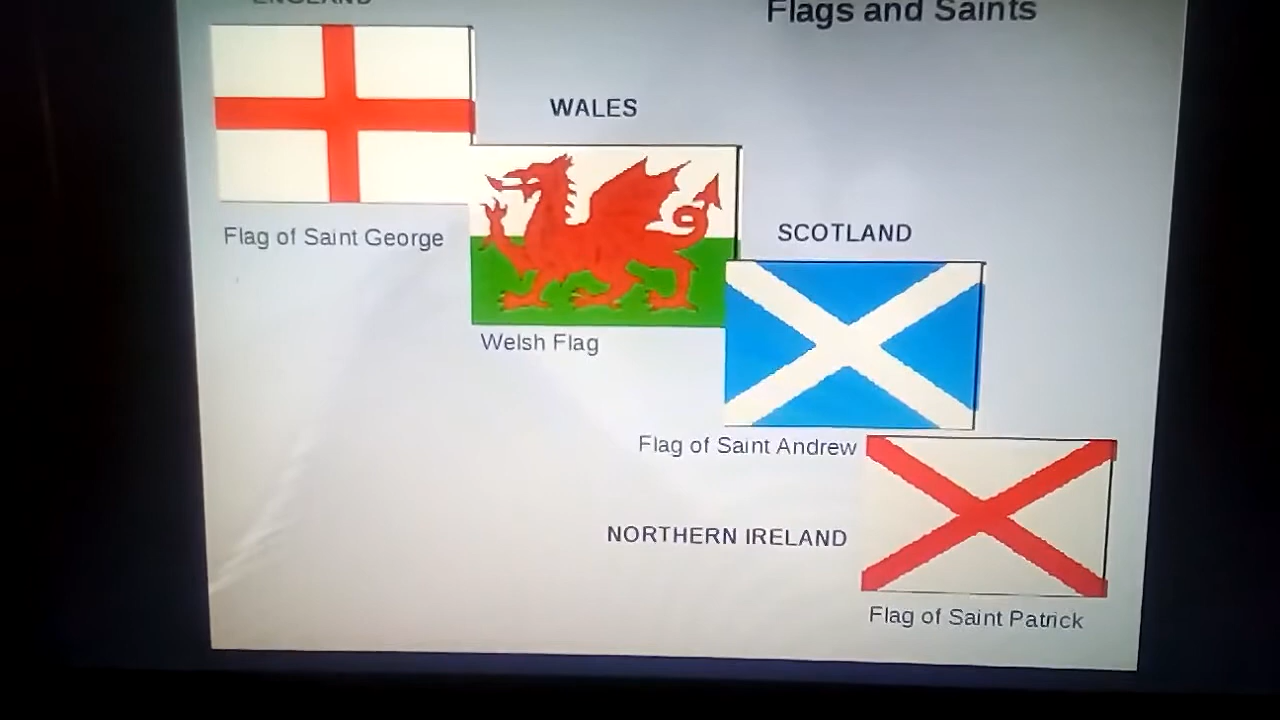 ENGLAND
Flags and Saints
WALES
Flag of Saint George
SCOTLAND
Welsh Flag
Flag of Saint Andrew
NORTHERN IRELAND
Flag of Saint Patrick